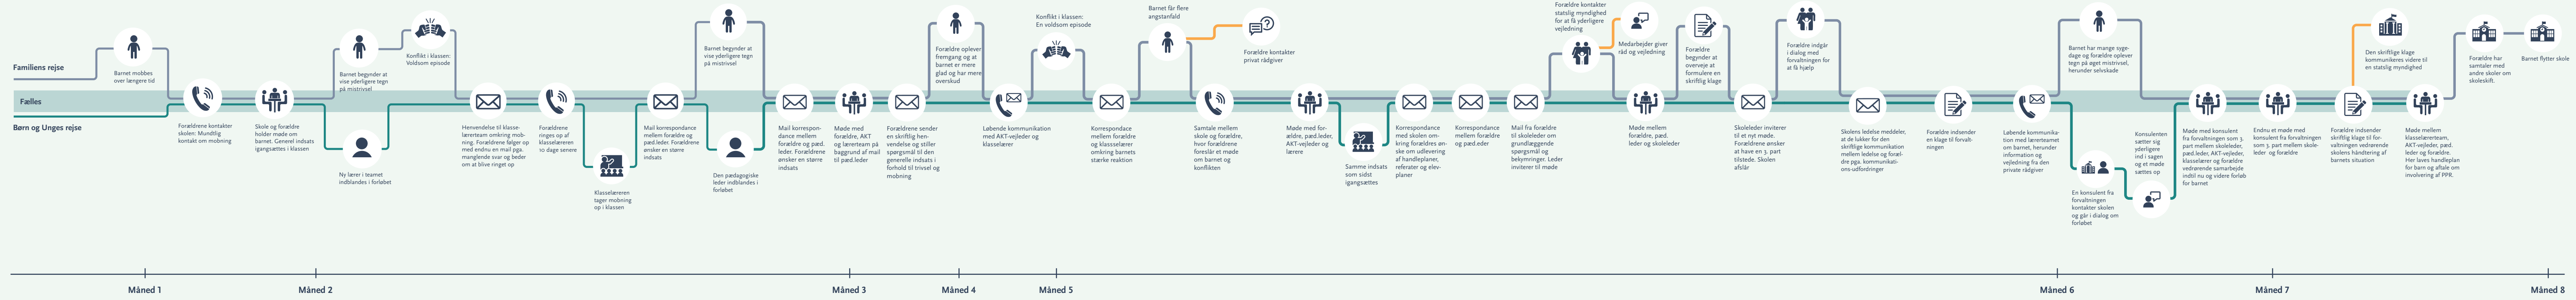 Familiens rejse
Fælles
Børn og Unges rejse
Barnet mobbes
over længere tid
Forældrene kontakter
skolen: Mundtlig
kontakt om mobning
Skole og forældre
holder møde om
barnet. Generel indsats
igangsættes i klassen
Barnet begynder at
vise yderligere tegn
på mistrivsel
Ny lærer i teamet
indblandes i forløbet
Konflikt i klassen:
Voldsom episode
Henvendelse til klasse-
lærerteam omkring mob-
ning. Forældrene følger op
med endnu en mail pga.
manglende svar og beder
om at blive ringet op
Forældrene
ringes op af
klasselæreren
10 dage senere
Klasselæreren
tager mobning
op i klassen
Mail korrespondance
mellem forældre og
pæd.leder. Forældrene
ønsker en større
indsats
Barnet begynder at
vise yderligere tegn
på mistrivsel
Den pædagogiske
leder indblandes i
forløbet
Mail korrespon-
dance mellem
forældre og pæd.
leder. Forældrene
ønsker en større
indsats
Møde med
forældre, AKT
og lærerteam på
baggrund af mail
til pæd.leder
Forældrene sender
en skriftlig hen-
vendelse og stiller
spørgsmål til den
generelle indsats i
forhold til trivsel og
mobning
Forældre oplever
fremgang og at
barnet er mere
glad og har mere
overskud
Løbende kommunikation
med AKT-vejleder og
klasselærer
Konflikt i klassen:
En voldsom episode
Korrespondance
mellem forældre
og klasselærer
omkring barnets
stærke reaktion
Barnet får flere
angstanfald
Samtale mellem
skole og forældre,
hvor forældrene
foreslår et møde
om barnet og
konflikten
Forældre kontakter
privat rådgiver
Møde med for-
ældre, pæd.leder,
AKT-vejleder og
lærere
Samme indsats
som sidst
igangsættes
Korrespondance
med skolen om-
kring forældres øn-
ske om udlevering
af handleplaner,
referater og elev-
planer
Korrespondance
mellem forældre
og pæd.leder
Mail fra forældre
til skoleleder om
grundlæggende
spørgsmål og
bekymringer. Leder
inviterer til møde
Forældre kontakter
statslig myndighed
for at få yderligere
vejledning
Medarbejder giver
råd og vejledning
Møde mellem
forældre, pæd.
leder og skoleleder
Forældre
begynder at
overveje at
formulere en
skriftlig klage
Skoleleder inviterer
til et nyt møde.
Forældrene ønsker
at have en 3. part
tilstede. Skolen
afslår
Forældre indgår
i dialog med
forvaltningen for
at få hjælp
Skolens ledelse meddeler,
at de lukker for den
skriftlige kommunikation
mellem ledelse og foræl-
dre pga. kommunikati-
ons-udfordringer
Forældre indsender
en klage til forvalt-
ningen
Løbende kommunika-
tion med lærerteamet
om barnet, herunder
information og
vejledning fra den
private rådgiver
Barnet har mange syge-
dage og forældre oplever
tegn på øget mistrivsel,
herunder selvskade
En konsulent fra
forvaltningen
kontakter skolen
og går i dialog om
forløbet
Konsulenten
sætter sig
yderligere
ind i sagen
og et møde
sættes op
Møde med konsulent
fra forvaltningen som 3.
part mellem skoleleder,
pæd.leder, AKT-vejleder,
klasselærer og forældre
vedrørende samarbejde
indtil nu og videre forløb
for barnet
Endnu et møde med
konsulent fra forvaltningen
som 3. part mellem skole-
leder og forældre
Forældre indsender
skriftlig klage til for-
valtningen vedrørende
skolens håndtering af
barnets situation
Den skriftlige klage
kommunikeres videre til
en statslig myndighed
Møde mellem
klasselærerteam,
AKT-vejleder, pæd.
leder og forældre.
Her laves handleplan
for barn og aftale om
involvering af PPR.
Forældre har
samtaler med
andre skoler om
skoleskift.
Barnet flytter skole
Måned 1
Måned 2
Måned 3
Måned 4
Måned 5
Måned 6
Måned 7
Måned 8